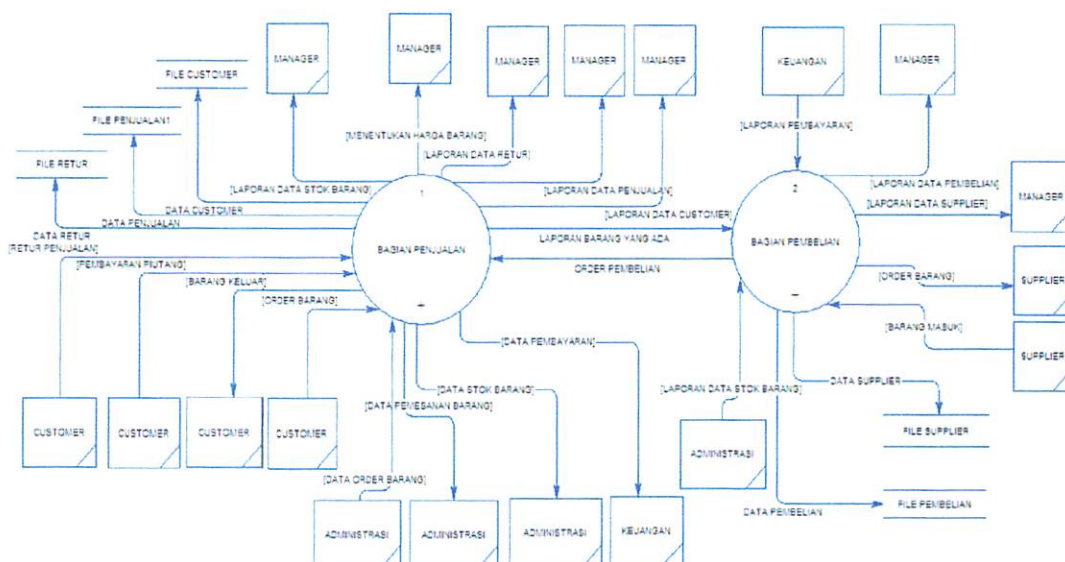 MANAGER
MANAGER
MANAGER
MANAGER
MANAGER
KEUANGAN
MANAGER
FILE CUSTOMER
FILE PENJUALAN1
FILE RETUR
[MENENTUKAN HARGA BARANG]
[LAPORAN DATA RETUR]
[LAPORAN PEMBAYARAN]
[LAPORAN DATA STOK BARANG]
[LAPORAN DATA PENJUALAN]
[LAPORAN DATA PEMBELIAN]
[LAPORAN DATA SUPPLIER]
MANAGER
DATA CUSTOMER
[LAPORAN DATA CUSTOMER]
DATA PENJUALAN
DATA RETUR
1
BAGIAN PENJUALAN
2
BAGIAN PEMBELIAN
LAPORAN BARANG YANG ADA
ORDER PEMBELIAN
[RETUR PENJUALAN]
[PEMBAYARAN PIUTANG]
[BARANG KELUAR]
[ORDER BARANG]
[ORDER BARANG]
SUPPLIER
[BARANG MASUK]
SUPPLIER
[DATA PEMBAYARAN]
[DATA STOK BARANG]
[DATA PEMESANAN BARANG]
[LAPORAN DATA STOK BARANG]
DATA SUPPLIER
CUSTOMER
CUSTOMER
CUSTOMER
CUSTOMER
FILE SUPPLIER
ADMINISTRASI
[DATA ORDER BARANG]
DATA PEMBELIAN
FILE PEMBELIAN
ADMINISTRASI
ADMINISTRASI
ADMINISTRASI
KEUANGAN